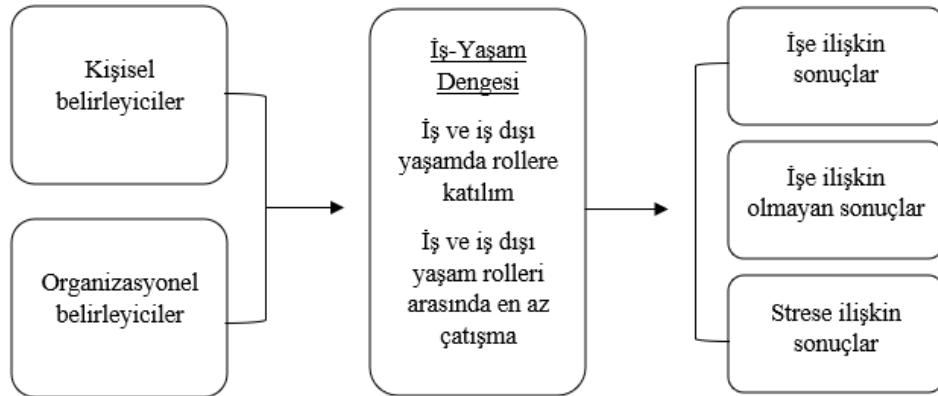 Kişisel
belirleyiciler
Organizasyonel
belirleyiciler
İş-Yaşam
Dengesi
İş ve iş dışı
yaşamda rollere
katılım
İş ve iş dışı
yaşam rolleri
arasında en az
çatışma
İşe ilişkin
sonuçlar
İşe ilişkin
olmayan sonuçlar
Strese ilişkin
sonuçlar